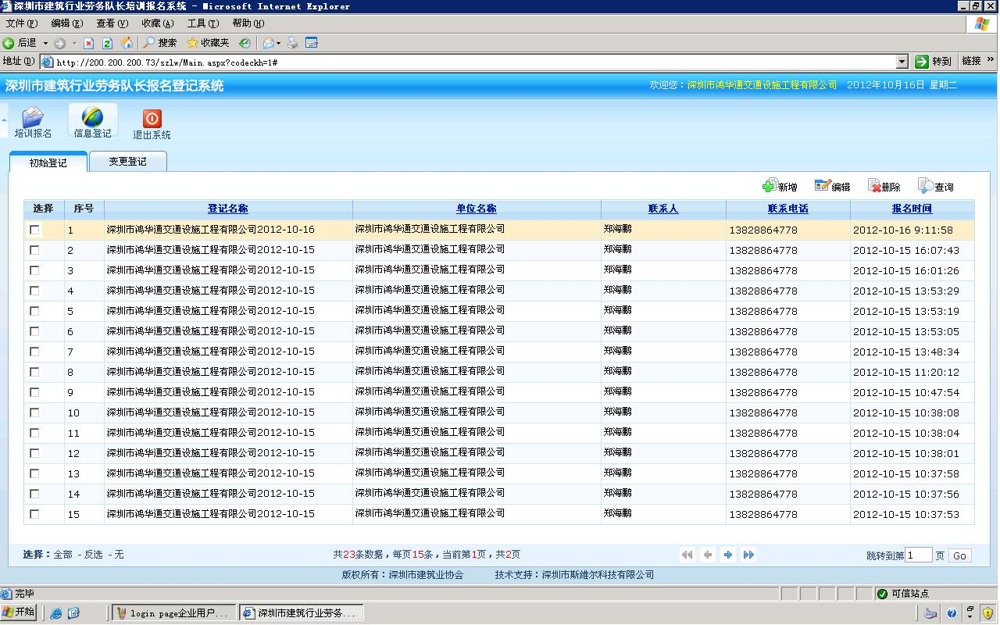 深圳市建筑行业劳务队长培训报名系统 - Microsoft Internet Explorer
文件(F) 编辑(E) 查看(V) 收藏(A) 工具(T) 帮助(H)
后退 搜索 收藏夹
地址(D) http://200.200.200.73/szlw/Main.aspx?codeckh=1# 转到 链接 »
深圳市建筑行业劳务队长报名登记系统 欢迎您：深圳市鸿华通交通设施工程有限公司 2012年10月16日 星期二
培训报名 信息登记 退出系统
初始登记 变更登记
新增 编辑 删除 查询
选择 序号 登记名称 单位名称 联系人 联系电话 报名时间
1 深圳市鸿华通交通设施工程有限公司2012-10-16 深圳市鸿华通交通设施工程有限公司 郑海鹏 13828864778 2012-10-16 9:11:58
2 深圳市鸿华通交通设施工程有限公司2012-10-15 深圳市鸿华通交通设施工程有限公司 郑海鹏 13828864778 2012-10-15 16:07:43
3 深圳市鸿华通交通设施工程有限公司2012-10-15 深圳市鸿华通交通设施工程有限公司 郑海鹏 13828864778 2012-10-15 16:01:26
4 深圳市鸿华通交通设施工程有限公司2012-10-15 深圳市鸿华通交通设施工程有限公司 郑海鹏 13828864778 2012-10-15 13:53:29
5 深圳市鸿华通交通设施工程有限公司2012-10-15 深圳市鸿华通交通设施工程有限公司 郑海鹏 13828864778 2012-10-15 13:53:19
6 深圳市鸿华通交通设施工程有限公司2012-10-15 深圳市鸿华通交通设施工程有限公司 郑海鹏 13828864778 2012-10-15 13:53:05
7 深圳市鸿华通交通设施工程有限公司2012-10-15 深圳市鸿华通交通设施工程有限公司 郑海鹏 13828864778 2012-10-15 13:48:34
8 深圳市鸿华通交通设施工程有限公司2012-10-15 深圳市鸿华通交通设施工程有限公司 郑海鹏 13828864778 2012-10-15 11:20:12
9 深圳市鸿华通交通设施工程有限公司2012-10-15 深圳市鸿华通交通设施工程有限公司 郑海鹏 13828864778 2012-10-15 10:47:54
10 深圳市鸿华通交通设施工程有限公司2012-10-15 深圳市鸿华通交通设施工程有限公司 郑海鹏 13828864778 2012-10-15 10:38:08
11 深圳市鸿华通交通设施工程有限公司2012-10-15 深圳市鸿华通交通设施工程有限公司 郑海鹏 13828864778 2012-10-15 10:38:04
12 深圳市鸿华通交通设施工程有限公司2012-10-15 深圳市鸿华通交通设施工程有限公司 郑海鹏 13828864778 2012-10-15 10:38:01
13 深圳市鸿华通交通设施工程有限公司2012-10-15 深圳市鸿华通交通设施工程有限公司 郑海鹏 13828864778 2012-10-15 10:37:58
14 深圳市鸿华通交通设施工程有限公司2012-10-15 深圳市鸿华通交通设施工程有限公司 郑海鹏 13828864778 2012-10-15 10:37:56
15 深圳市鸿华通交通设施工程有限公司2012-10-15 深圳市鸿华通交通设施工程有限公司 郑海鹏 13828864778 2012-10-15 10:37:53
选择：全部 - 反选 - 无 共23条数据，每页15条，当前第1页，共2页 跳转到第 1 页 Go
版权所有：深圳市建筑业协会 技术支持：深圳市斯维尔科技有限公司
完毕 可信站点
开始 login page企业用户... 深圳市建筑行业劳务...